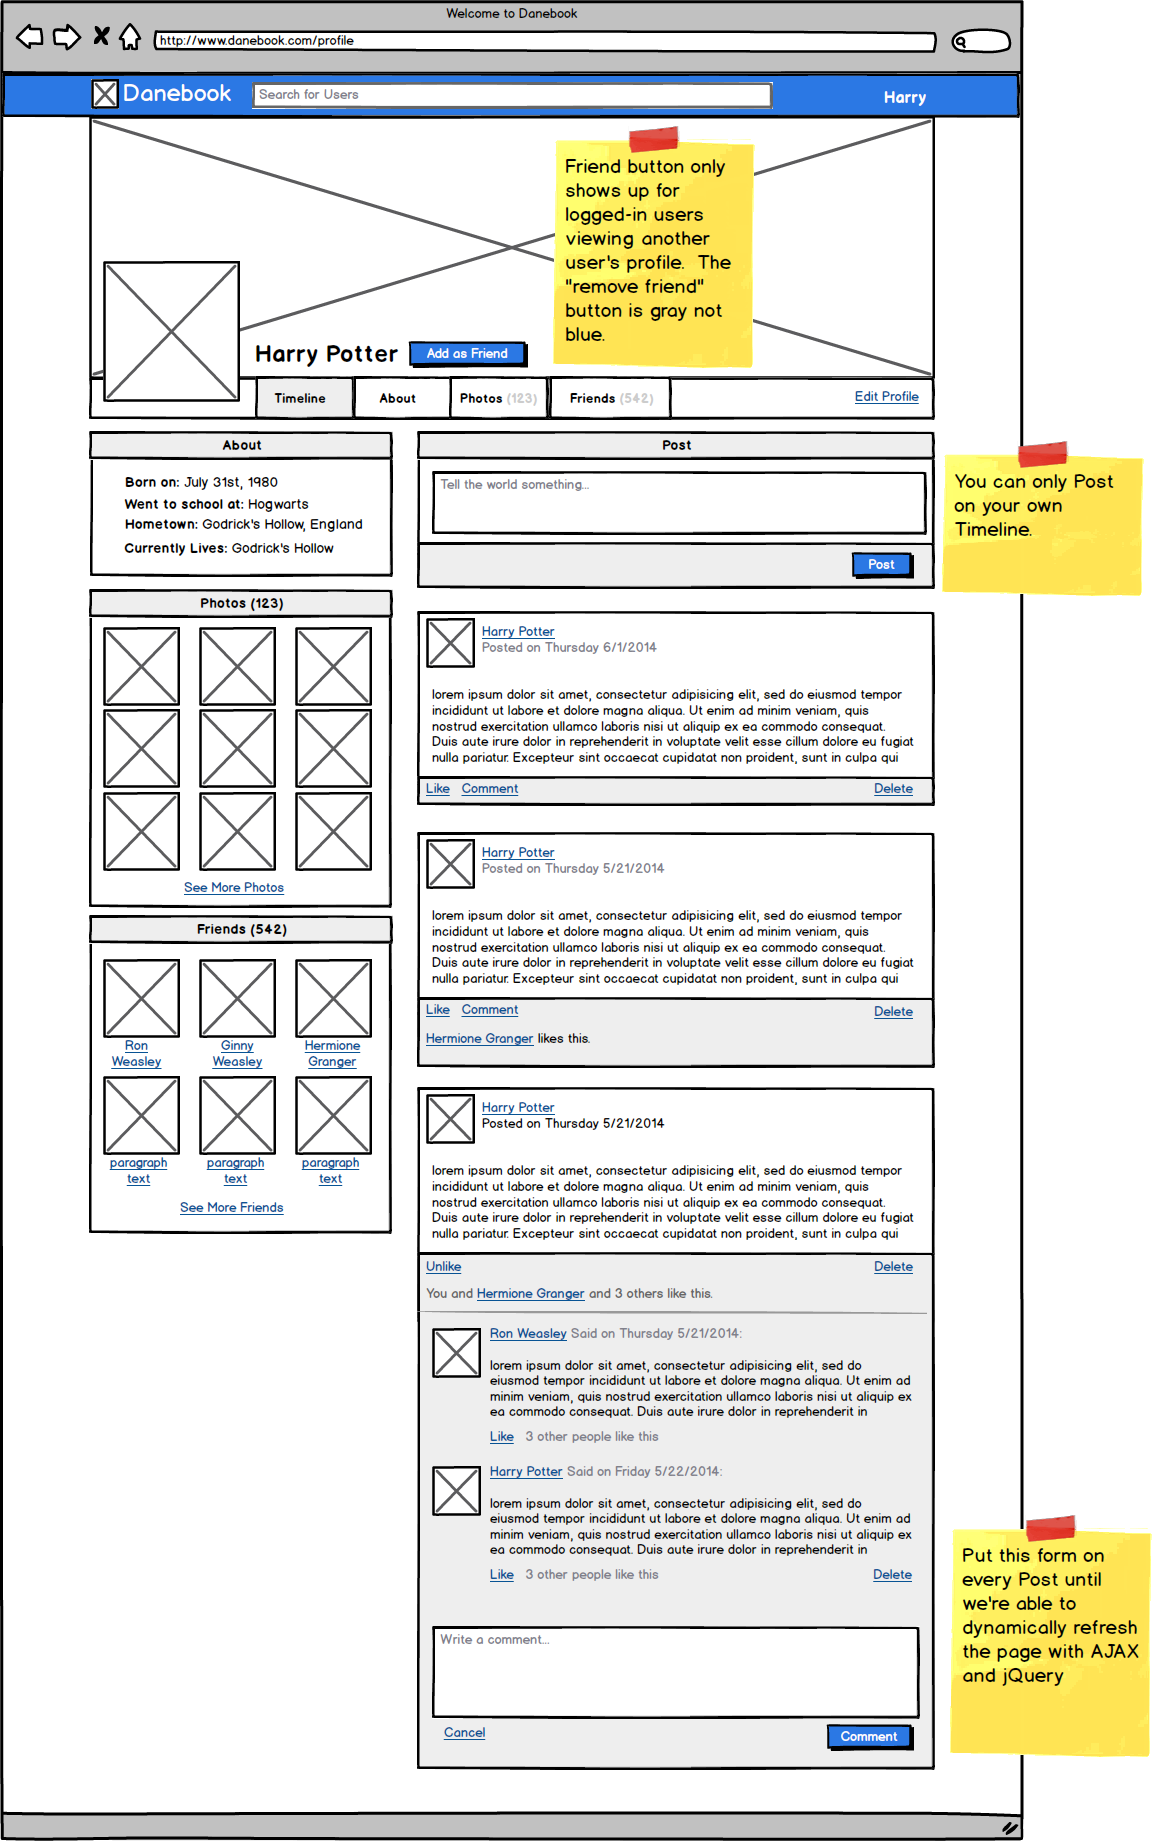 Welcome to Danebook
http://www.danebook.com/profile
Danebook
Search for Users
Harry
Friend button only
shows up for
logged-in users
viewing another
user's profile. The
"remove friend"
button is gray not
blue.
Harry Potter
Add as Friend
Timeline
About
Photos (123)
Friends (542)
Edit Profile
About
Born on: July 31st, 1980
Went to school at: Hogwarts
Hometown: Godrick's Hollow, England
Currently Lives: Godrick's Hollow
Photos (123)
See More Photos
Friends (542)
Ron
Weasley
Ginny
Weasley
Hermione
Granger
paragraph
text
paragraph
text
paragraph
text
See More Friends
Post
Tell the world something...
Post
You can only Post
on your own
Timeline.
Harry Potter
Posted on Thursday 6/1/2014
lorem ipsum dolor sit amet, consectetur adipisicing elit, sed do eiusmod tempor
incididunt ut labore et dolore magna aliqua. Ut enim ad minim veniam, quis
nostrud exercitation ullamco laboris nisi ut aliquip ex ea commodo consequat.
Duis aute irure dolor in reprehenderit in voluptate velit esse cillum dolore eu fugiat
nulla pariatur. Excepteur sint occaecat cupidatat non proident, sunt in culpa qui
Like Comment Delete
Harry Potter
Posted on Thursday 5/21/2014
lorem ipsum dolor sit amet, consectetur adipisicing elit, sed do eiusmod tempor
incididunt ut labore et dolore magna aliqua. Ut enim ad minim veniam, quis
nostrud exercitation ullamco laboris nisi ut aliquip ex ea commodo consequat.
Duis aute irure dolor in reprehenderit in voluptate velit esse cillum dolore eu fugiat
nulla pariatur. Excepteur sint occaecat cupidatat non proident, sunt in culpa qui
Like Comment Delete
Hermione Granger likes this.
Harry Potter
Posted on Thursday 5/21/2014
lorem ipsum dolor sit amet, consectetur adipisicing elit, sed do eiusmod tempor
incididunt ut labore et dolore magna aliqua. Ut enim ad minim veniam, quis
nostrud exercitation ullamco laboris nisi ut aliquip ex ea commodo consequat.
Duis aute irure dolor in reprehenderit in voluptate velit esse cillum dolore eu fugiat
nulla pariatur. Excepteur sint occaecat cupidatat non proident, sunt in culpa qui
Unlike Delete
You and Hermione Granger and 3 others like this.
Ron Weasley Said on Thursday 5/21/2014:
lorem ipsum dolor sit amet, consectetur adipisicing elit, sed do
eiusmod tempor incididunt ut labore et dolore magna aliqua. Ut enim ad
minim veniam, quis nostrud exercitation ullamco laboris nisi ut aliquip ex
ea commodo consequat. Duis aute irure dolor in reprehenderit in
Like 3 other people like this
Harry Potter Said on Friday 5/22/2014:
lorem ipsum dolor sit amet, consectetur adipisicing elit, sed do
eiusmod tempor incididunt ut labore et dolore magna aliqua. Ut enim ad
minim veniam, quis nostrud exercitation ullamco laboris nisi ut aliquip ex
ea commodo consequat. Duis aute irure dolor in reprehenderit in
Like 3 other people like this Delete
Write a comment...
Cancel
Comment
Put this form on
every Post until
we're able to
dynamically refresh
the page with AJAX
and jQuery